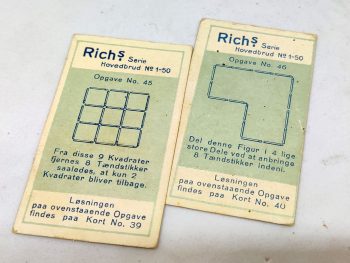 Richs Serie
Hovedbrud No 1-50
Opgave No. 45
Fra disse 9 Kvadrater
fjernes 8 Tændstikker
saaledes, at kun 2
Kvadrater bliver tilbage.
Løsningen
paa ovenstaaende Opgave
findes paa Kort No. 39
Richs Serie
Hovedbrud No 1-50
Opgave No. 46
Del denne Figur i 4 lige
store Dele ved at anbringe
8 Tændstikker indeni.
Løsningen
paa ovenstaaende Opgave
findes paa Kort No. 40